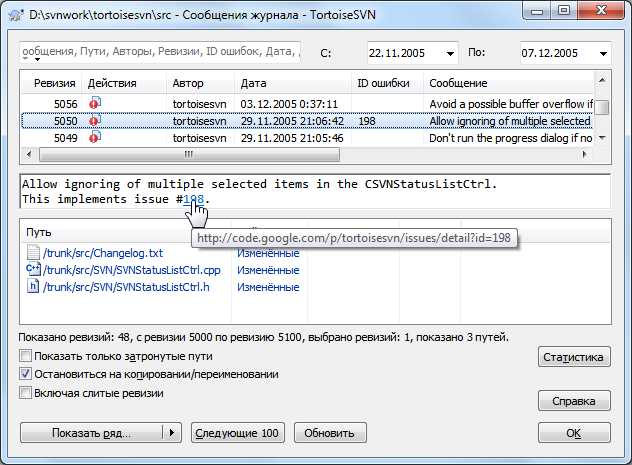 D:\svnwork\tortoisesvn\src - Сообщения журнала - TortoiseSVN
ообщения, Пути, Авторы, Ревизии, ID ошибок, Дата, С: 22.11.2005 По: 07.12.2005
Ревизия Действия Автор Дата ID ошибки Сообщение
5056 tortoisesvn 03.12.2005 0:37:11 Avoid a possible buffer overflow if
5050 tortoisesvn 29.11.2005 21:06:42 198 Allow ignoring of multiple selected
5049 tortoisesvn 29.11.2005 21:05:46 Don't run the progress dialog if no
Allow ignoring of multiple selected items in the CSVNStatusListCtrl.
This implements issue #198.
Путь
http://code.google.com/p/tortoisesvn/issues/detail?id=198
/trunk/src/Changelog.txt Изменённые
/trunk/src/SVN/SVNStatusListCtrl.cpp Изменённые
/trunk/src/SVN/SVNStatusListCtrl.h Изменённые
Показано ревизий: 48, с ревизии 5000 по ревизию 5100, выбрано ревизий: 1, показано 3 путей.
Показать только затронутые пути
Статистика
Остановиться на копировании/переименовании
Включая слитые ревизии
Справка
Показать ряд... Следующие 100 Обновить OK